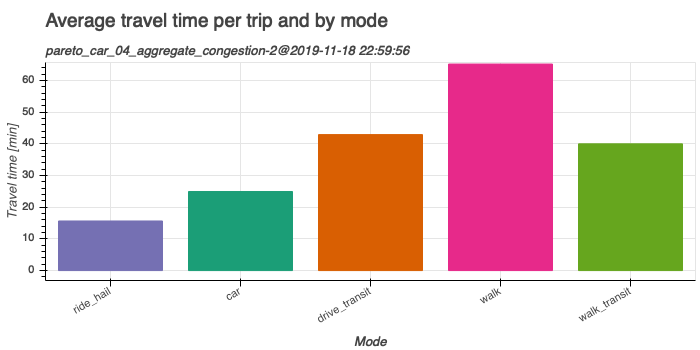 Average travel time per trip and by mode
pareto_car_04_aggregate_congestion-2@2019-11-18 22:59:56
Travel time [min]
60
50
40
30
20
10
0
ride_hail
car
drive_transit
walk
walk_transit
Mode